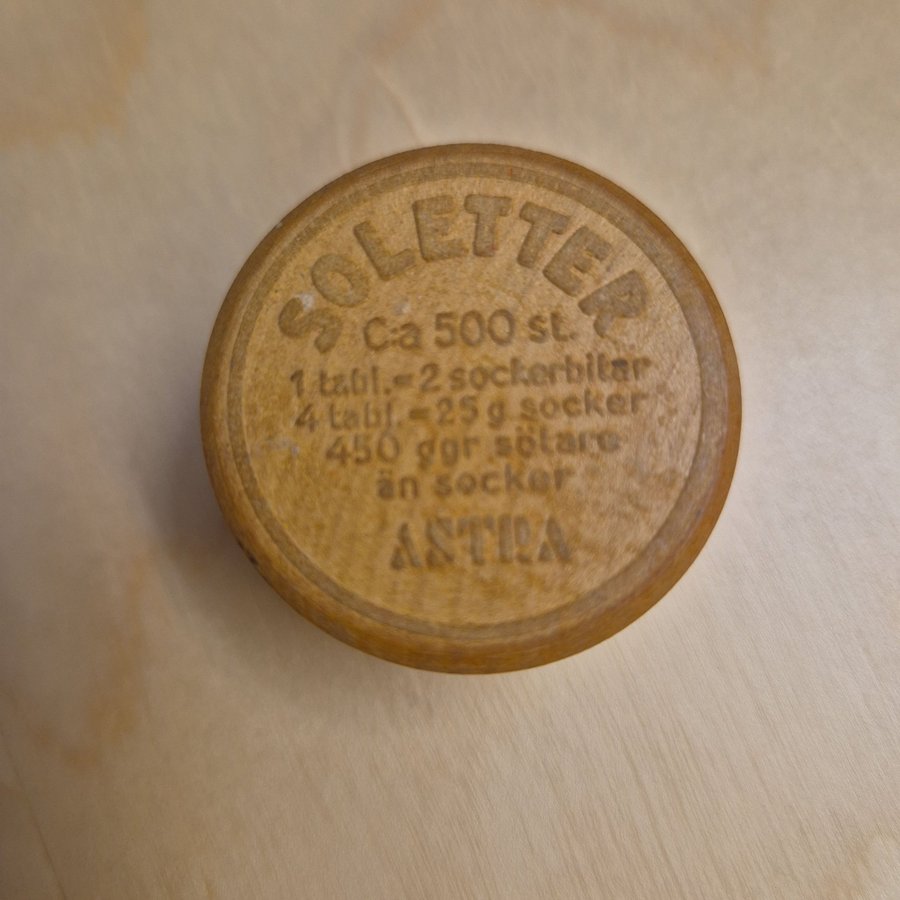 SOLETTER
C:a 500 st.
1 tabl. = 2 sockerbitar
4 tabl. = 25 g socker
450 ggr sötare
än socker
ASTRA